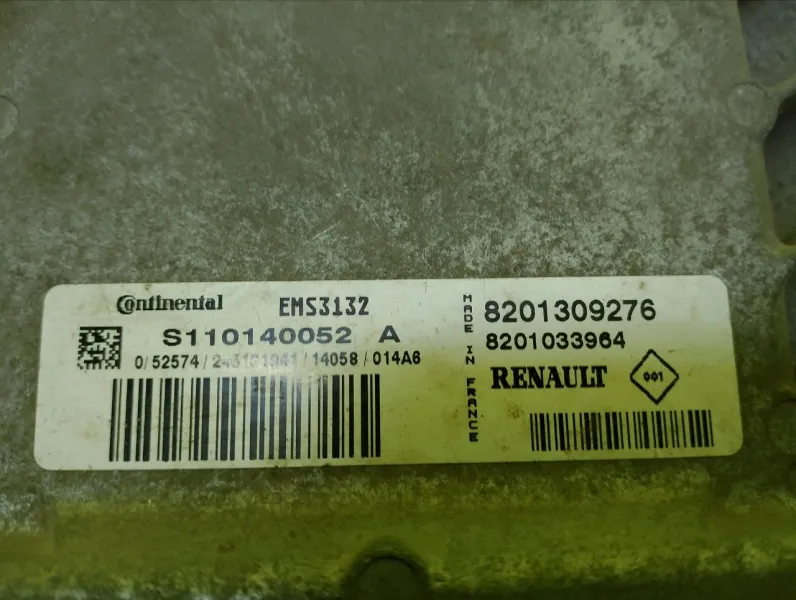 Continental EMS3132
S110140052 A
0/52574/ /14058/014A6
MADE IN FRANCE
8201309276
8201033964
RENAULT 001